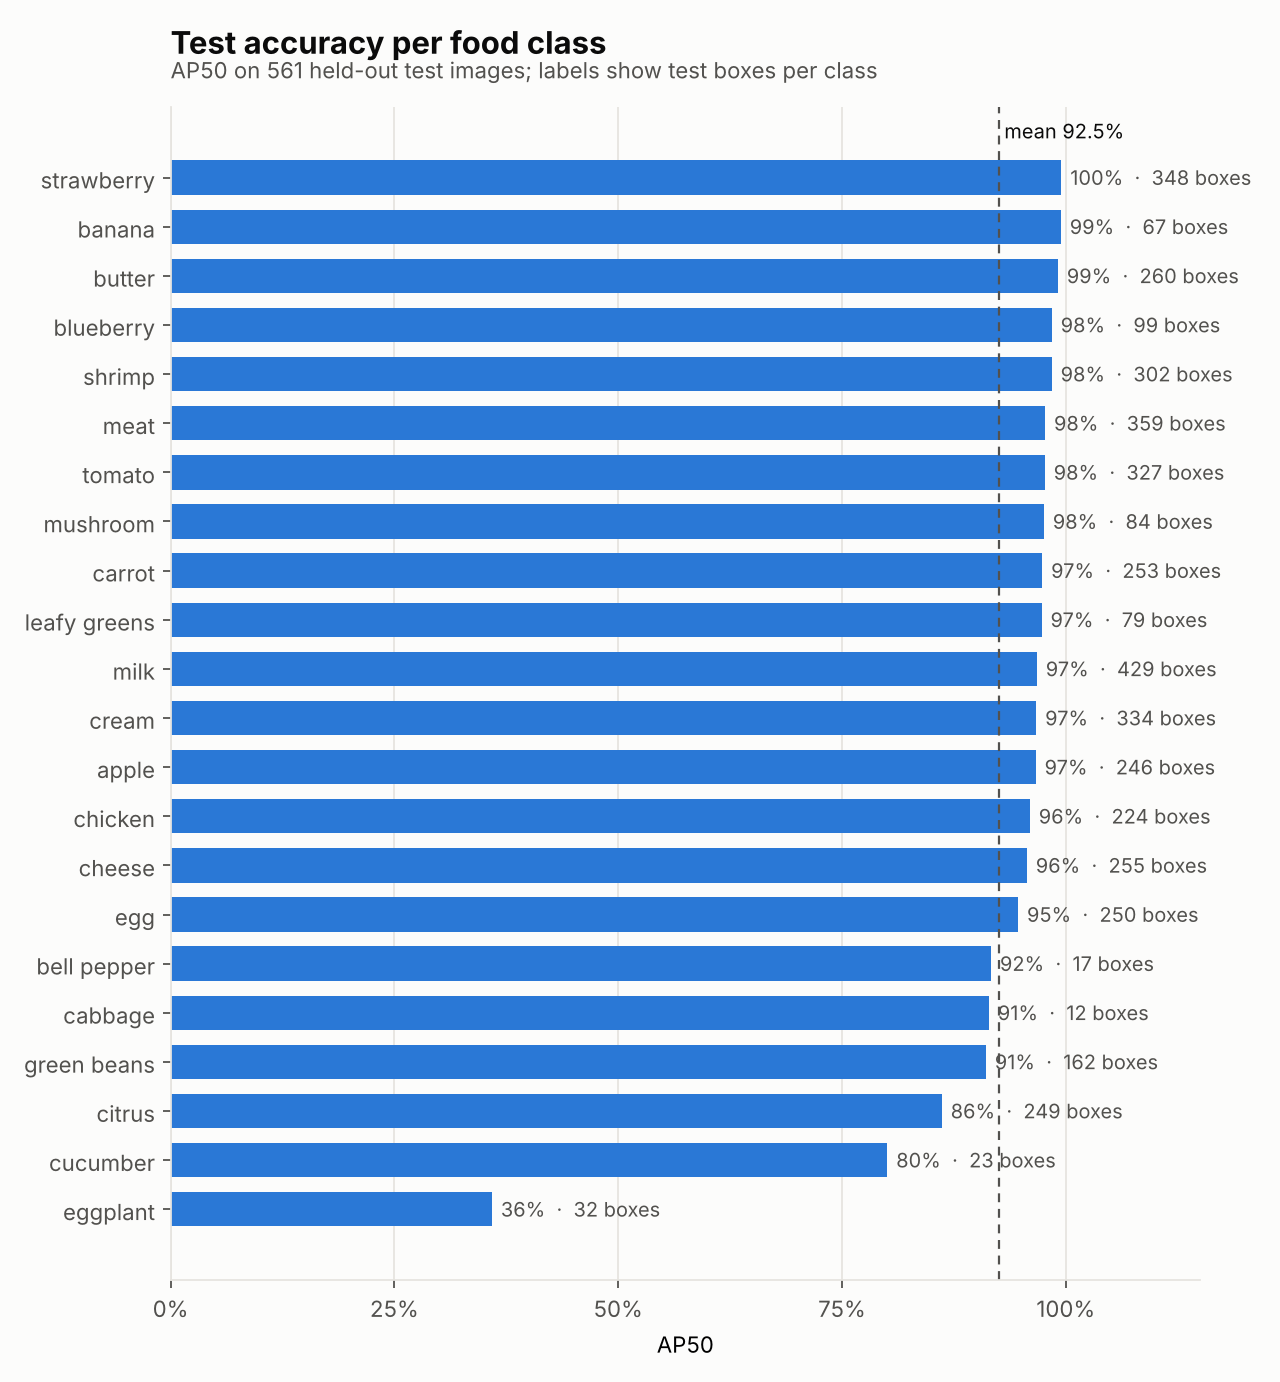 Test accuracy per food class
AP50 on 561 held-out test images; labels show test boxes per class
mean 92.5%
strawberry 100% · 348 boxes
banana 99% · 67 boxes
butter 99% · 260 boxes
blueberry 98% · 99 boxes
shrimp 98% · 302 boxes
meat 98% · 359 boxes
tomato 98% · 327 boxes
mushroom 98% · 84 boxes
carrot 97% · 253 boxes
leafy greens 97% · 79 boxes
milk 97% · 429 boxes
cream 97% · 334 boxes
apple 97% · 246 boxes
chicken 96% · 224 boxes
cheese 96% · 255 boxes
egg 95% · 250 boxes
bell pepper 92% · 17 boxes
cabbage 91% · 12 boxes
green beans 91% · 162 boxes
citrus 86% · 249 boxes
cucumber 80% · 23 boxes
eggplant 36% · 32 boxes
0% 25% 50% 75% 100%
AP50